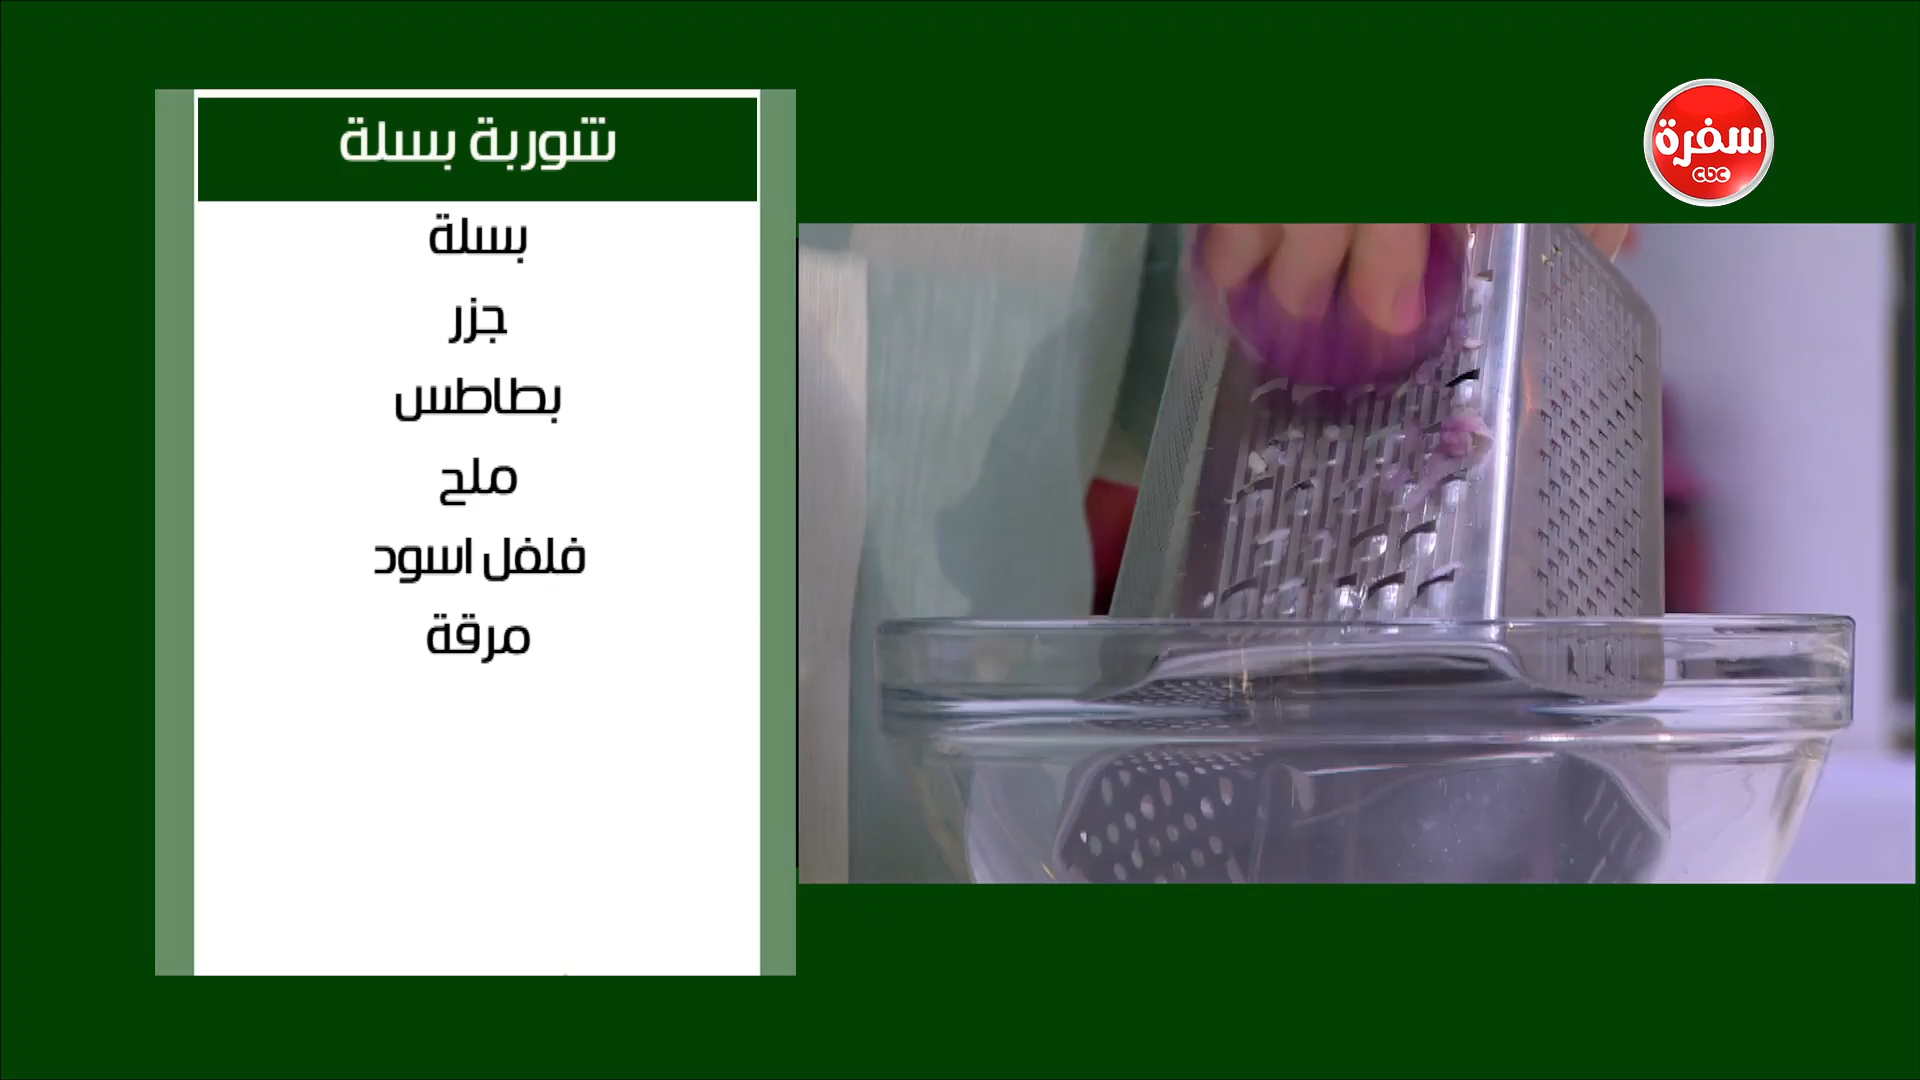 شوربة بسلة
بسلة
جزر
بطاطس
ملح
فلفل اسود
مرقة
سفرة
cbc